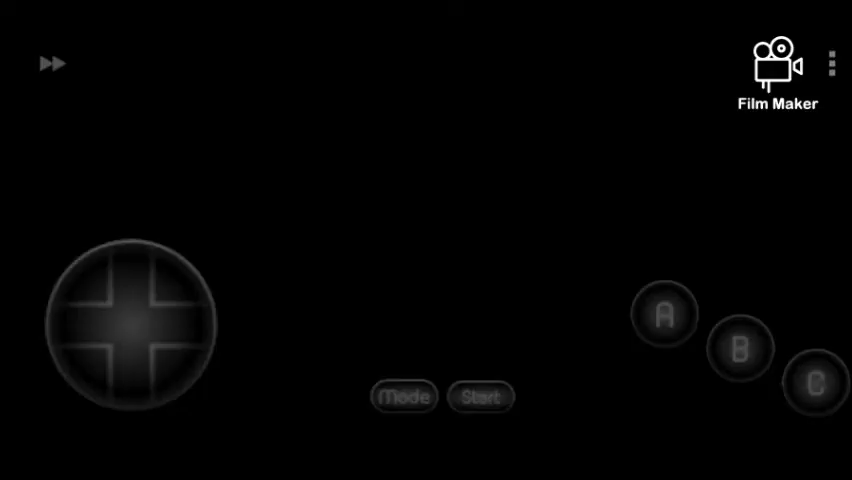 Film Maker
A
B
C
Mode
Start